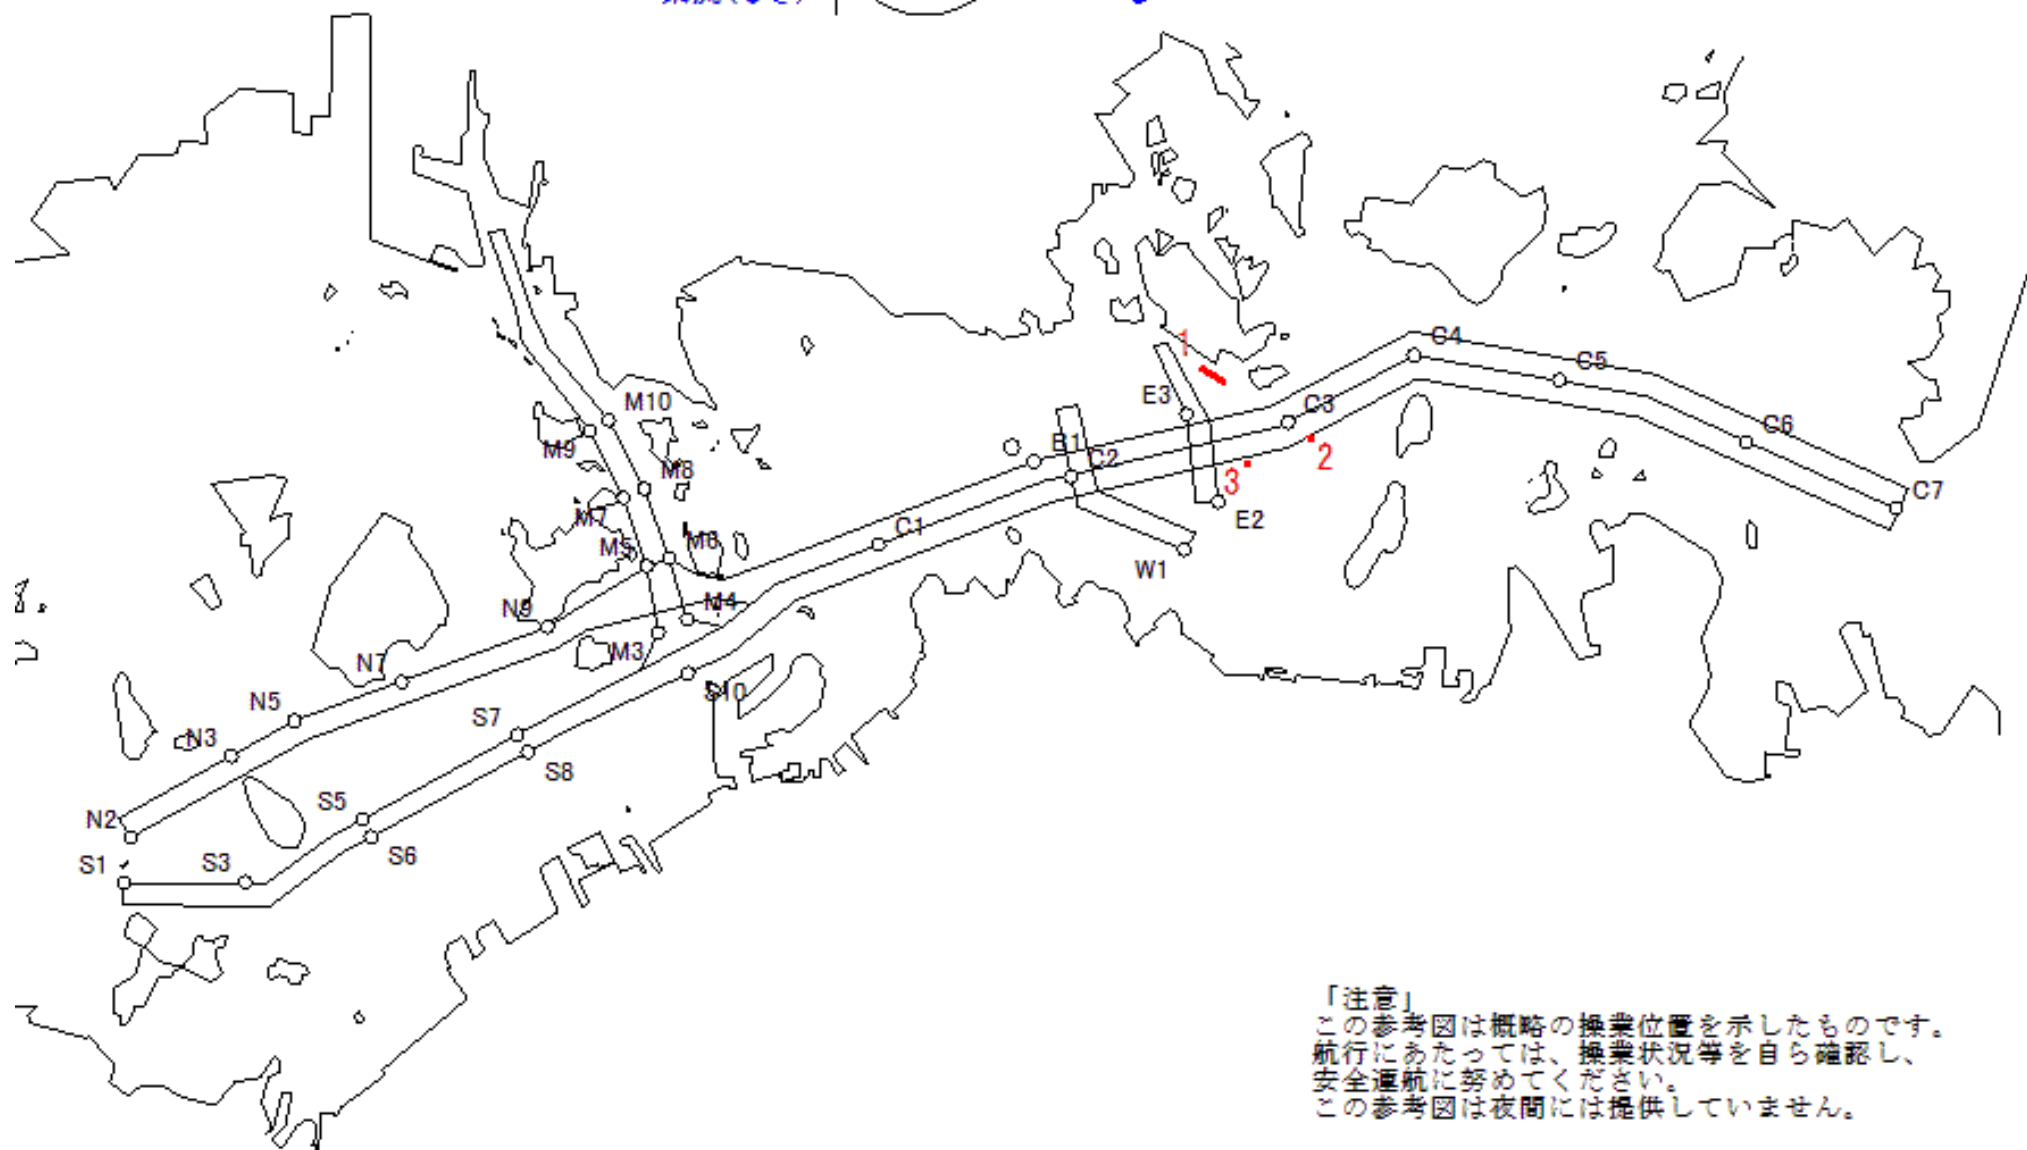 1
C4
C5
E3
C3
C6
M10
B1
M9
C2
2
M8
3
C7
M7
E2
C1
M6
M5
W1
N9
M4
M3
N7
S10
N5
S7
N3
S8
S5
N2
S6
S1
S3
「注意」
この参考図は概略の操業位置を示したものです。
航行にあたっては、操業状況等を自ら確認し、
安全運航に努めてください。
この参考図は夜間には提供していません。